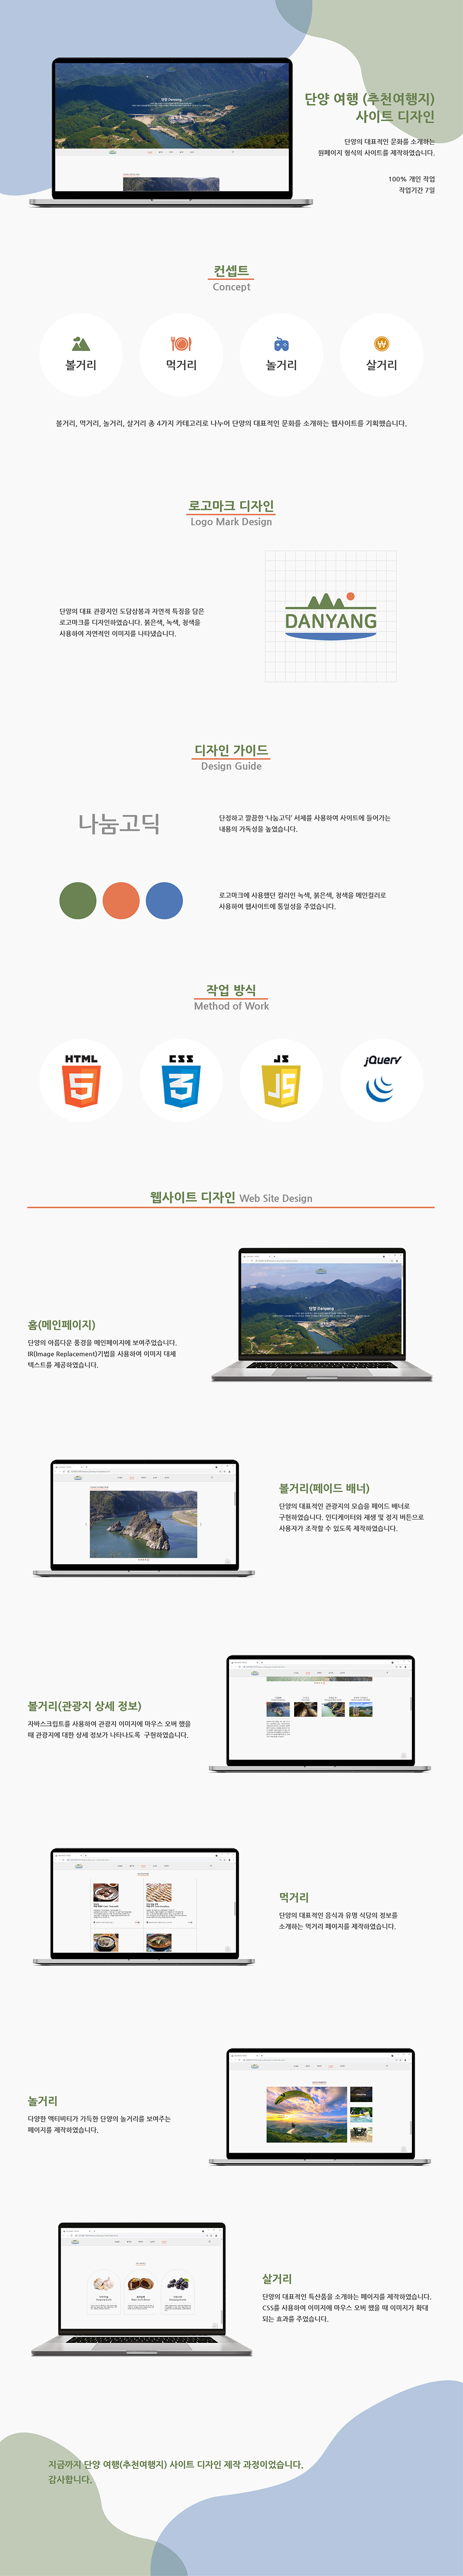 단양 여행 (추천여행지)
사이트 디자인
단양의 대표적인 문화를 소개하는
원페이지 형식의 사이트를 제작하였습니다.
100% 개인 작업
작업기간 7일
단양 Danyang
컨셉트
Concept
볼거리
먹거리
놀거리
살거리
볼거리, 먹거리, 놀거리, 살거리 총 4가지 카테고리로 나누어 단양의 대표적인 문화를 소개하는 웹사이트를 기획했습니다.
로고마크 디자인
Logo Mark Design
단양의 대표 관광지인 도담삼봉과 자연적 특징을 담은
로고마크를 디자인하였습니다. 붉은색, 녹색, 청색을
사용하여 자연적인 이미지를 나타냈습니다.
DANYANG
디자인 가이드
Design Guide
나눔고딕
단정하고 깔끔한 '나눔고딕' 서체를 사용하여 사이트에 들어가는
내용의 가독성을 높였습니다.
로고마크에 사용했던 컬러인 녹색, 붉은색, 청색을 메인컬러로
사용하여 웹사이트에 통일성을 주었습니다.
작업 방식
Method of Work
HTML
5
CSS
3
JS
JS
jQuery
웹사이트 디자인 Web Site Design
단양 Danyang
홈(메인페이지)
단양의 아름다운 풍경을 메인페이지에 보여주었습니다.
IR(Image Replacement)기법을 사용하여 이미지 대체
텍스트를 제공하였습니다.
볼거리(페이드 배너)
단양의 대표적인 관광지의 모습을 페이드 배너로
구현하였습니다. 인디케이터와 재생 및 정지 버튼으로
사용자가 조작할 수 있도록 제작하였습니다.
볼거리(관광지 상세 정보)
자바스크립트를 사용하여 관광지 이미지에 마우스 오버 했을
때 관광지에 대한 상세 정보가 나타나도록 구현하였습니다.
먹거리
단양의 대표적인 음식과 유명 식당의 정보를
소개하는 먹거리 페이지를 제작하였습니다.
놀거리
다양한 액티비티가 가득한 단양의 놀거리를 보여주는
페이지를 제작하였습니다.
살거리
단양의 대표적인 특산품을 소개하는 페이지를 제작하였습니다.
CSS를 사용하여 이미지에 마우스 오버 했을 때 이미지가 확대
되는 효과를 주었습니다.
지금까지 단양 여행(추천여행지) 사이트 디자인 제작 과정이었습니다.
감사합니다.